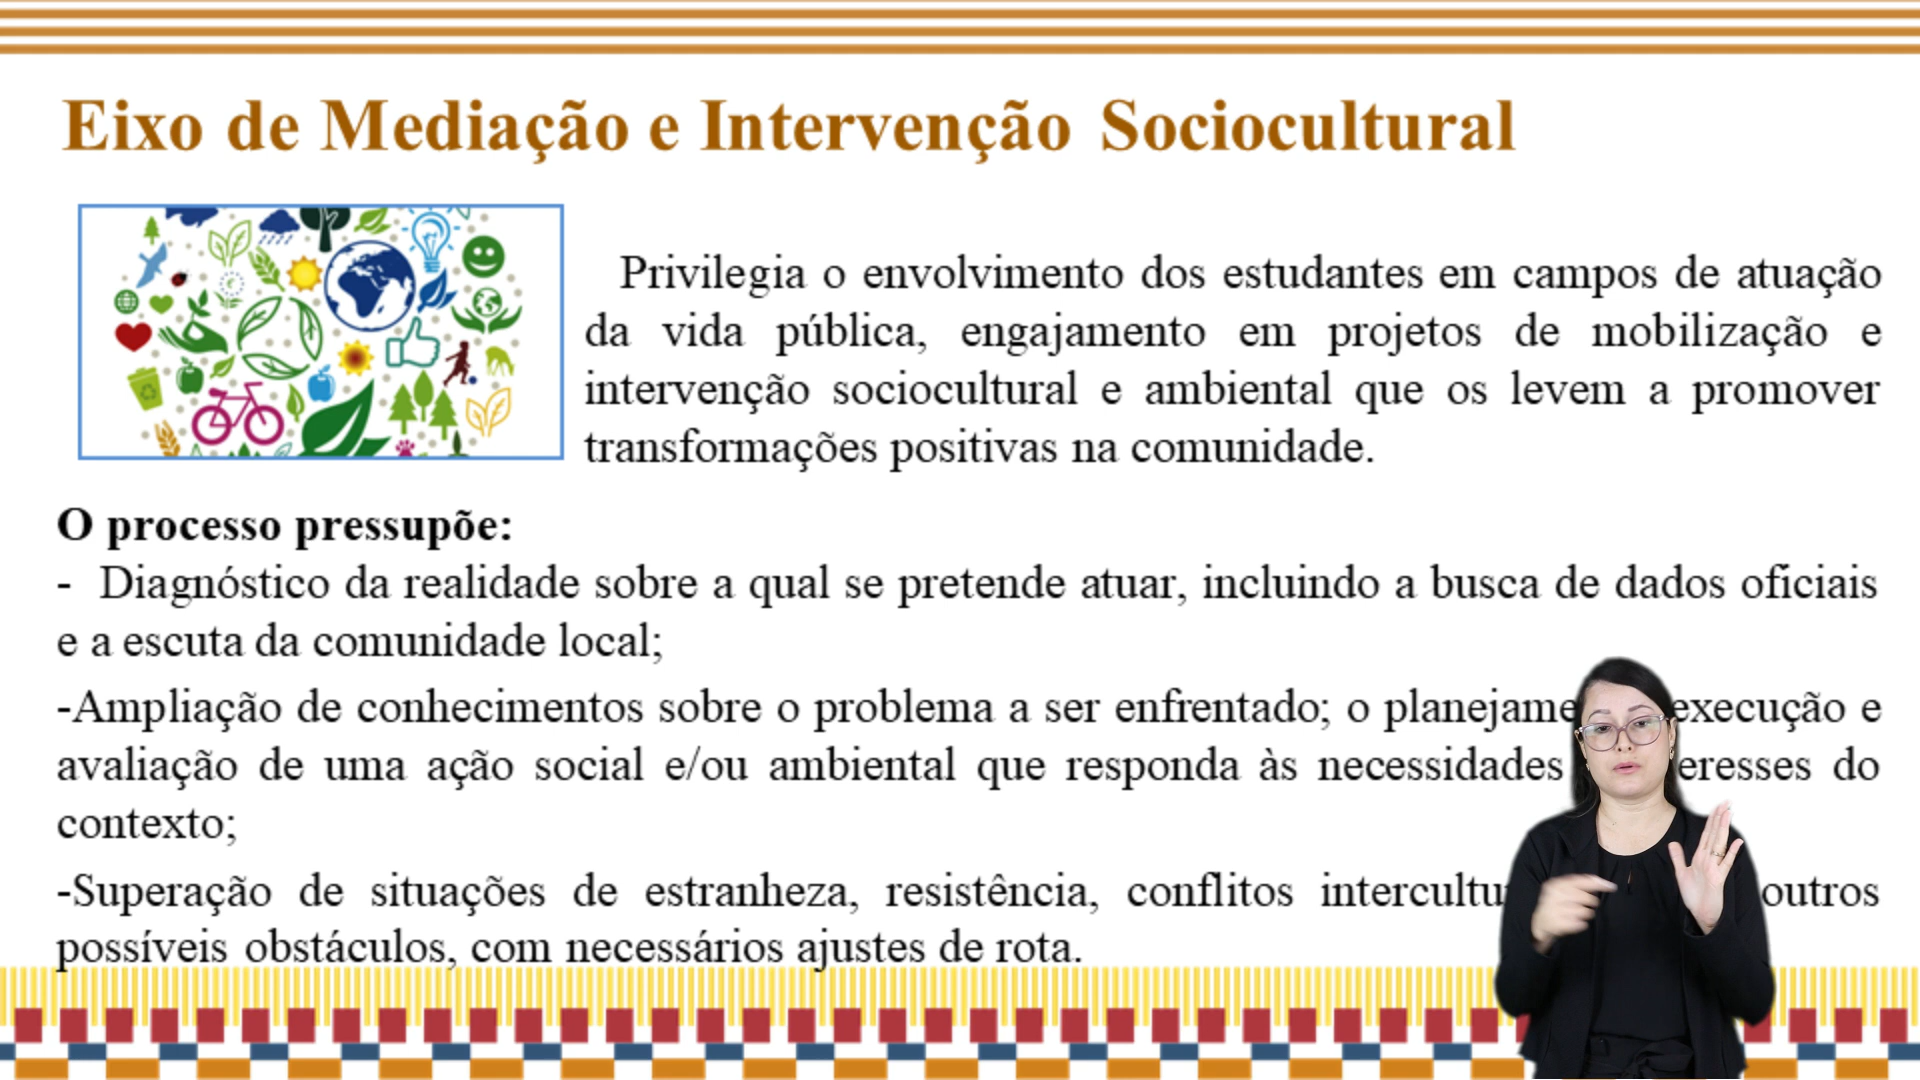 Eixo de Mediação e Intervenção Sociocultural
Privilegia o envolvimento dos estudantes em campos de atuação
da vida pública, engajamento em projetos de mobilização e
intervenção sociocultural e ambiental que os levem a promover
transformações positivas na comunidade.
O processo pressupõe:
- Diagnóstico da realidade sobre a qual se pretende atuar, incluindo a busca de dados oficiais
e a escuta da comunidade local;
-Ampliação de conhecimentos sobre o problema a ser enfrentado; o execução e
avaliação de uma ação social e/ou ambiental que responda às necessidades do
contexto;
-Superação de situações de estranheza, resistência, conflitos outros
possíveis obstáculos, com necessários ajustes de rota.